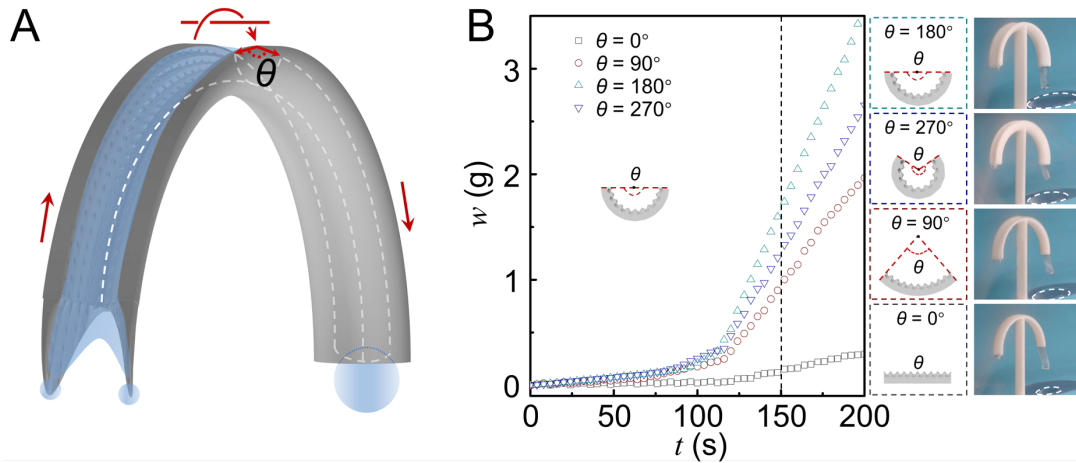 A
θ
B
w (g)
3
2
1
0
θ = 0°
θ = 90°
θ = 180°
θ = 270°
θ
0
50
100
150
200
t (s)
θ = 180°
θ
θ = 270°
θ
θ = 90°
θ
θ = 0°
θ